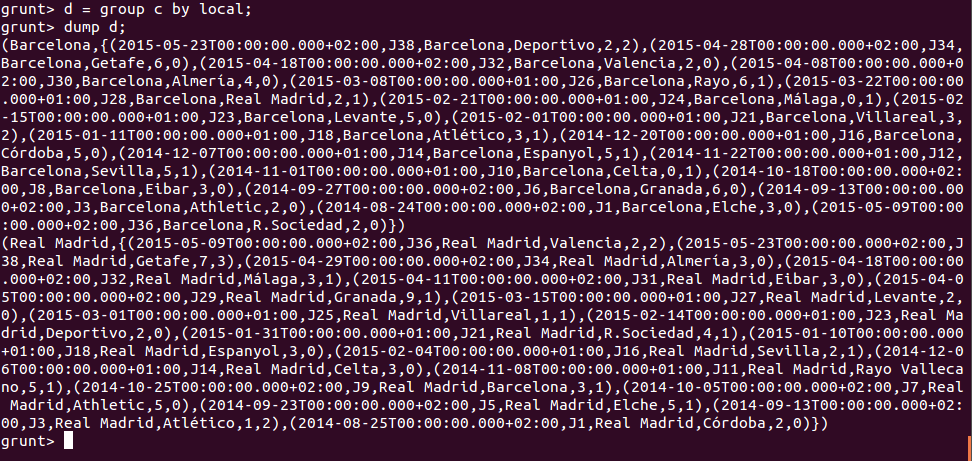 grunt> d = group c by local;
grunt> dump d;
(Barcelona,{(2015-05-23T00:00:00.000+02:00,J38,Barcelona,Deportivo,2,2),(2015-04-28T00:00:00.000+02:00,J34,
Barcelona,Getafe,6,0),(2015-04-18T00:00:00.000+02:00,J32,Barcelona,Valencia,2,0),(2015-04-08T00:00:00.000+0
2:00,J30,Barcelona,Almería,4,0),(2015-03-08T00:00:00.000+01:00,J26,Barcelona,Rayo,6,1),(2015-03-22T00:00:00
.000+01:00,J28,Barcelona,Real Madrid,2,1),(2015-02-21T00:00:00.000+01:00,J24,Barcelona,Málaga,0,1),(2015-02
-15T00:00:00.000+01:00,J23,Barcelona,Levante,5,0),(2015-02-01T00:00:00.000+01:00,J21,Barcelona,Villareal,3,
2),(2015-01-11T00:00:00.000+01:00,J18,Barcelona,Atlético,3,1),(2014-12-20T00:00:00.000+01:00,J16,Barcelona,
Córdoba,5,0),(2014-12-07T00:00:00.000+01:00,J14,Barcelona,Espanyol,5,1),(2014-11-22T00:00:00.000+01:00,J12,
Barcelona,Sevilla,5,1),(2014-11-01T00:00:00.000+01:00,J10,Barcelona,Celta,0,1),(2014-10-18T00:00:00.000+02:
00,J8,Barcelona,Eibar,3,0),(2014-09-27T00:00:00.000+02:00,J6,Barcelona,Granada,6,0),(2014-09-13T00:00:00.00
0+02:00,J3,Barcelona,Athletic,2,0),(2014-08-24T00:00:00.000+02:00,J1,Barcelona,Elche,3,0),(2015-05-09T00:00
:00.000+02:00,J36,Barcelona,R.Sociedad,2,0)})
(Real Madrid,{(2015-05-09T00:00:00.000+02:00,J36,Real Madrid,Valencia,2,2),(2015-05-23T00:00:00.000+02:00,J
38,Real Madrid,Getafe,7,3),(2015-04-29T00:00:00.000+02:00,J34,Real Madrid,Almería,3,0),(2015-04-18T00:00:00
.000+02:00,J32,Real Madrid,Málaga,3,1),(2015-04-11T00:00:00.000+02:00,J31,Real Madrid,Eibar,3,0),(2015-04-0
5T00:00:00.000+02:00,J29,Real Madrid,Granada,9,1),(2015-03-15T00:00:00.000+01:00,J27,Real Madrid,Levante,2,
0),(2015-03-01T00:00:00.000+01:00,J25,Real Madrid,Villareal,1,1),(2015-02-14T00:00:00.000+01:00,J23,Real Ma
drid,Deportivo,2,0),(2015-01-31T00:00:00.000+01:00,J21,Real Madrid,R.Sociedad,4,1),(2015-01-10T00:00:00.000
+01:00,J18,Real Madrid,Espanyol,3,0),(2015-02-04T00:00:00.000+01:00,J16,Real Madrid,Sevilla,2,1),(2014-12-0
6T00:00:00.000+01:00,J14,Real Madrid,Celta,3,0),(2014-11-08T00:00:00.000+01:00,J11,Real Madrid,Rayo Valleca
no,5,1),(2014-10-25T00:00:00.000+02:00,J9,Real Madrid,Barcelona,3,1),(2014-10-05T00:00:00.000+02:00,J7,Real
 Madrid,Athletic,5,0),(2014-09-23T00:00:00.000+02:00,J5,Real Madrid,Elche,5,1),(2014-09-13T00:00:00.000+02:
00,J3,Real Madrid,Atlético,1,2),(2014-08-25T00:00:00.000+02:00,J1,Real Madrid,Córdoba,2,0)})
grunt>